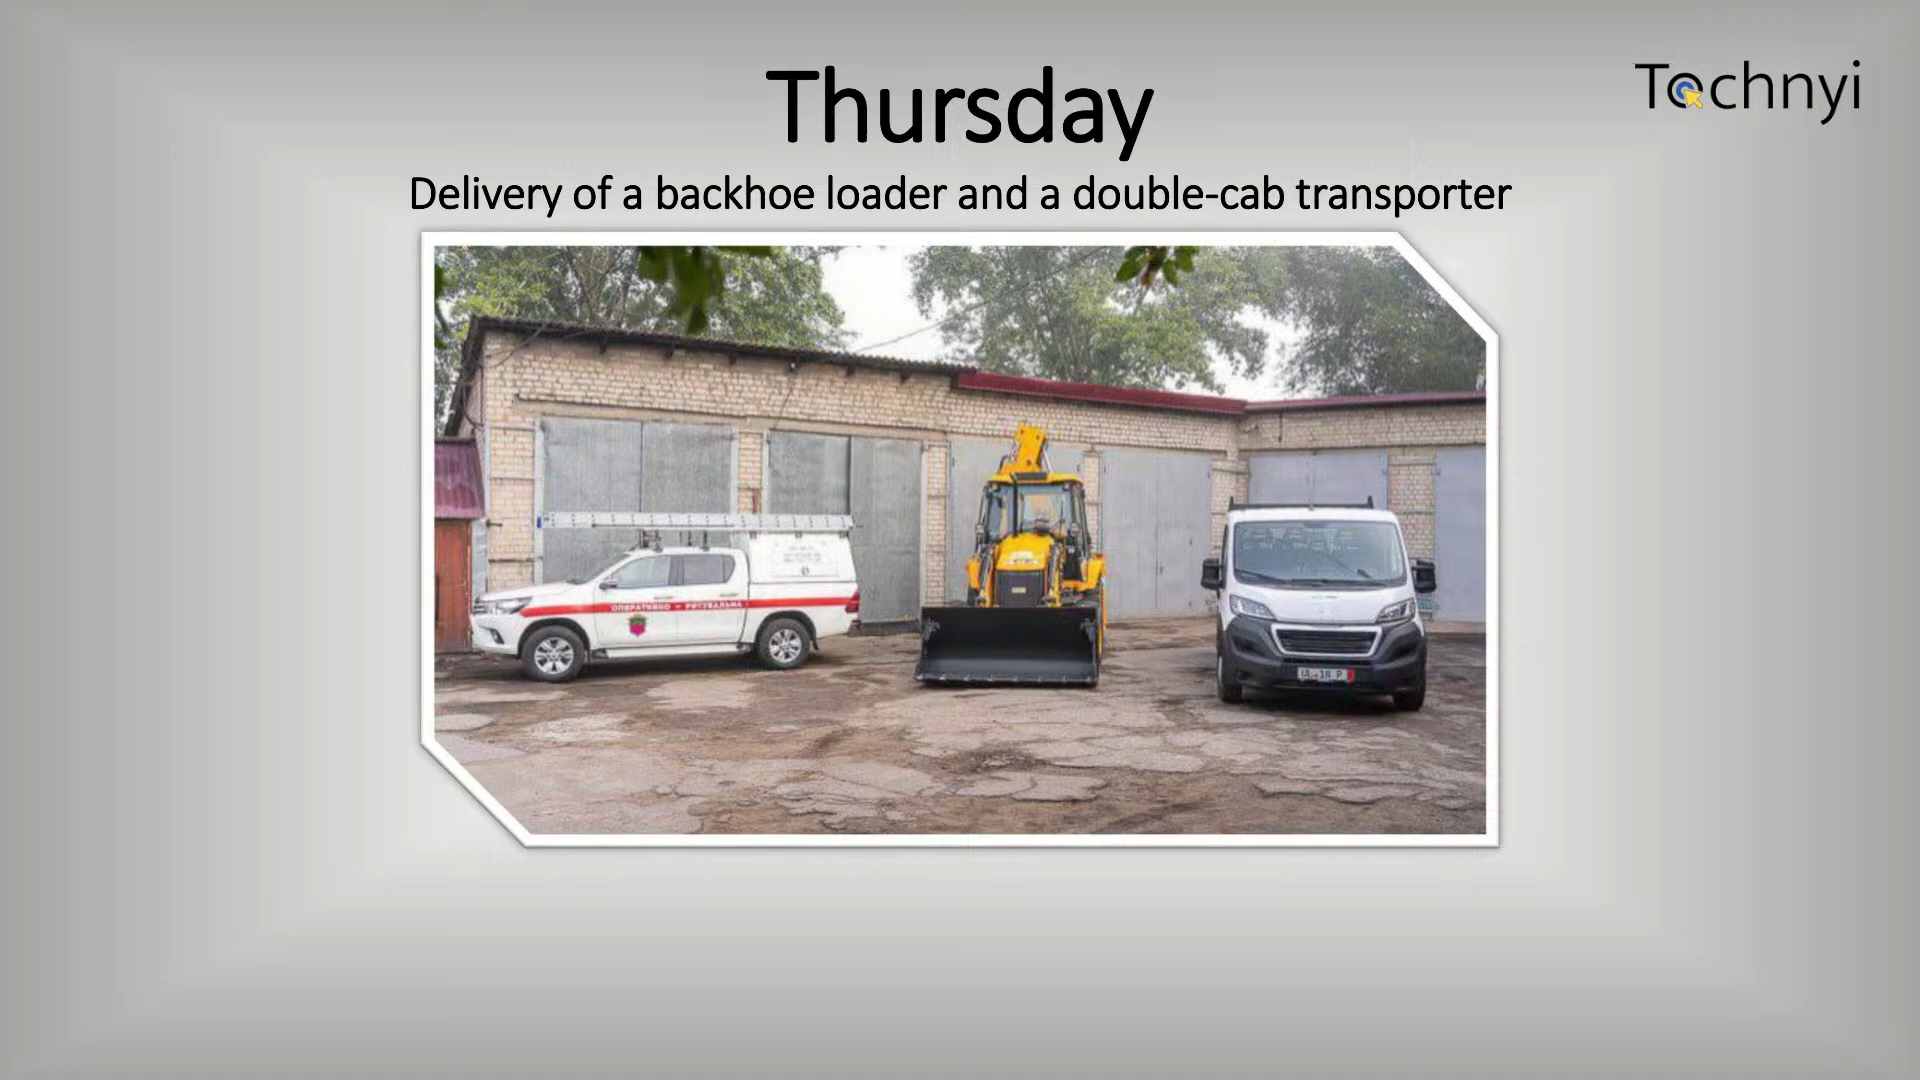 Thursday
Technyi
Delivery of a backhoe loader and a double-cab transporter
ОПЕРАТИВНО - РЯТУВАЛЬНА